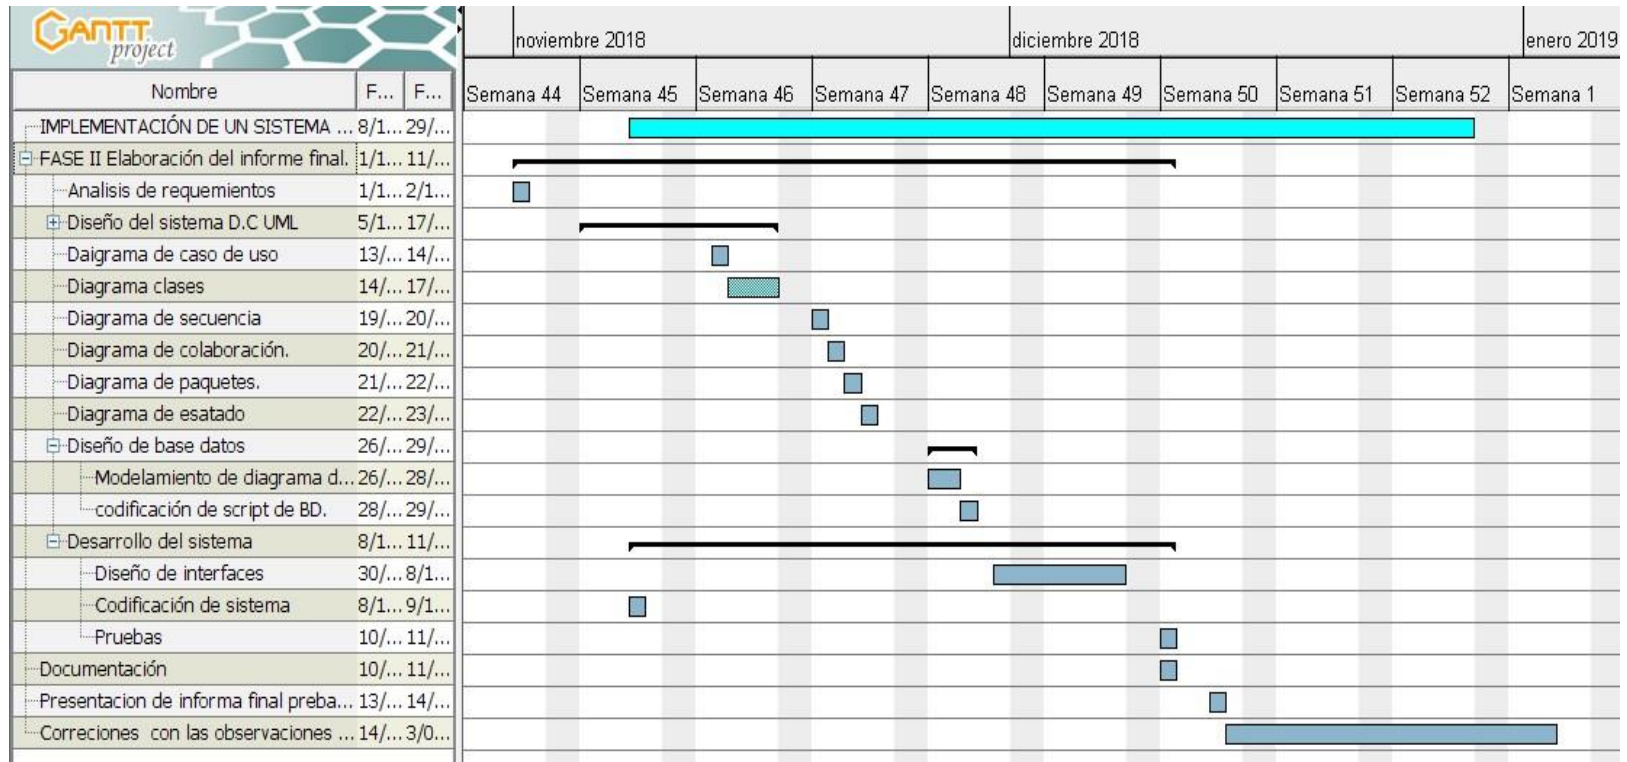 GANTT
project
noviembre 2018 diciembre 2018 enero 2019
Nombre F... F... Semana 44 Semana 45 Semana 46 Semana 47 Semana 48 Semana 49 Semana 50 Semana 51 Semana 52 Semana 1
IMPLEMENTACIÓN DE UN SISTEMA ... 8/1... 29/...
FASE II Elaboración del informe final. 1/1... 11/...
Analisis de requemientos 1/1... 2/1...
Diseño del sistema D.C UML 5/1... 17/...
Daigrama de caso de uso 13/... 14/...
Diagrama clases 14/... 17/...
Diagrama de secuencia 19/... 20/...
Diagrama de colaboración. 20/... 21/...
Diagrama de paquetes. 21/... 22/...
Diagrama de esatado 22/... 23/...
Diseño de base datos 26/... 29/...
Modelamiento de diagrama d... 26/... 28/...
codificación de script de BD. 28/... 29/...
Desarrollo del sistema 8/1... 11/...
Diseño de interfaces 30/... 8/1...
Codificación de sistema 8/1... 9/1...
Pruebas 10/... 11/...
Documentación 10/... 11/...
Presentacion de informa final preba... 13/... 14/...
Correciones con las observaciones ... 14/... 3/0...